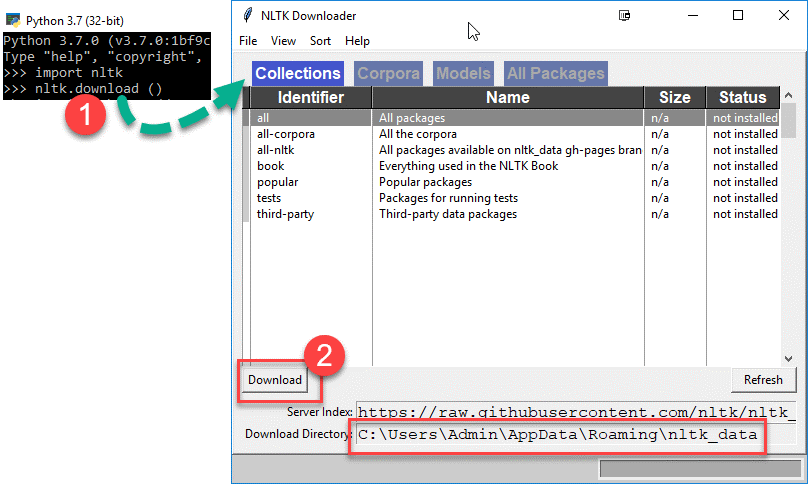 Python 3.7 (32-bit)
Python 3.7.0 (v3.7.0:1bf9c
Type "help", "copyright",
>>> import nltk
>>> nltk.download ()
1
NLTK Downloader
File View Sort Help
Collections Corpora Models All Packages
Identifier Name Size Status
all All packages n/a not installed
all-corpora All the corpora n/a not installed
all-nltk All packages available on nltk_data gh-pages bran n/a not installed
book Everything used in the NLTK Book n/a not installed
popular Popular packages n/a not installed
tests Packages for running tests n/a not installed
third-party Third-party data packages n/a not installed
2
Download Refresh
Server Index: https://raw.githubusercontent.com/nltk/nltk_
Download Directory: C:\Users\Admin\AppData\Roaming\nltk_data